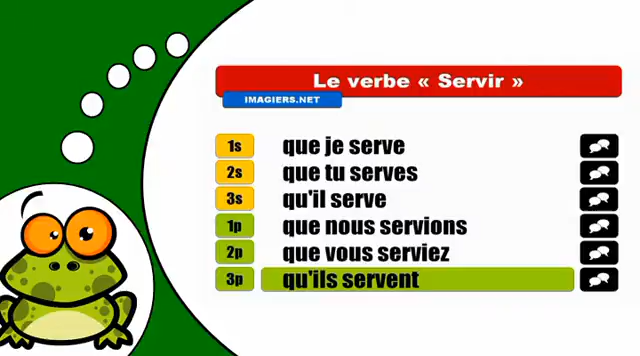 Le verbe « Servir »
IMAGIERS.NET
1s que je serve
2s que tu serves
3s qu'il serve
1p que nous servions
2p que vous serviez
3p qu'ils servent